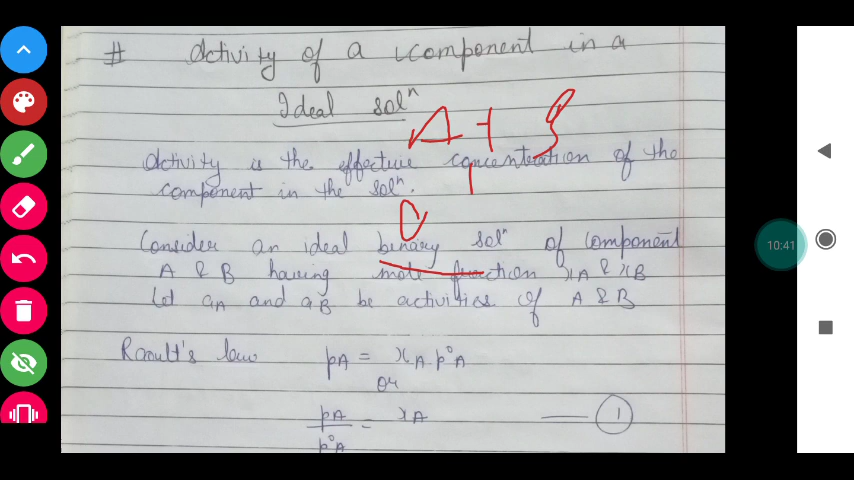 # Activity of a component in a
Ideal solⁿ
A + B
Activity is the effective concentration of the
component in the solⁿ.
Consider an ideal binary solⁿ of component
A & B having mole fraction xA & xB
Let aA and aB be activities of A & B
Raoult's law pA = xA · p°A
or
pA/p°A = xA —— ①
10:41